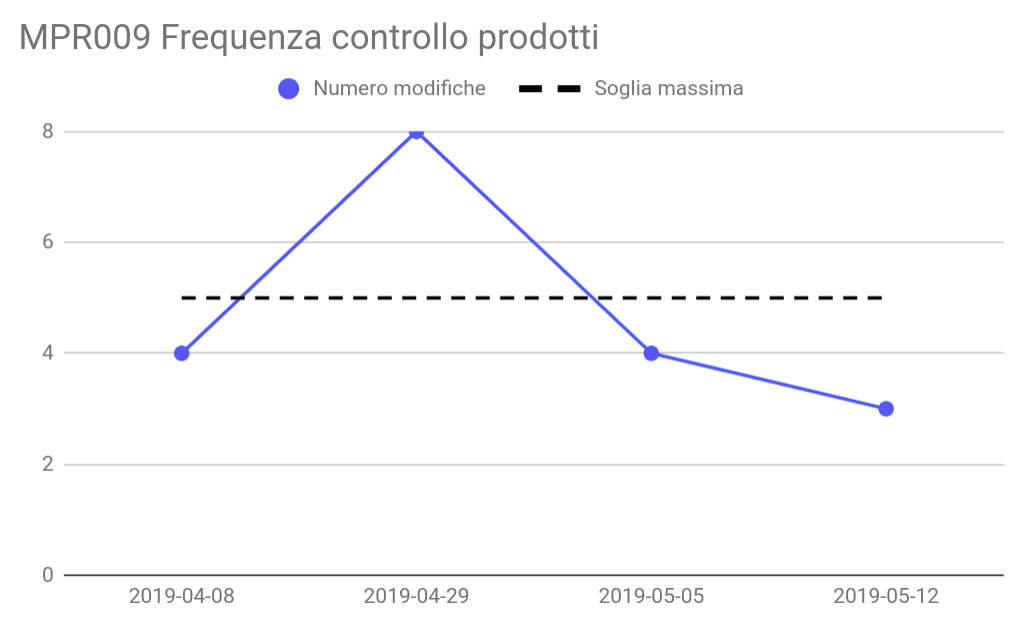 MPR009 Frequenza controllo prodotti
Numero modifiche Soglia massima
8
6
4
2
0
2019-04-08 2019-04-29 2019-05-05 2019-05-12